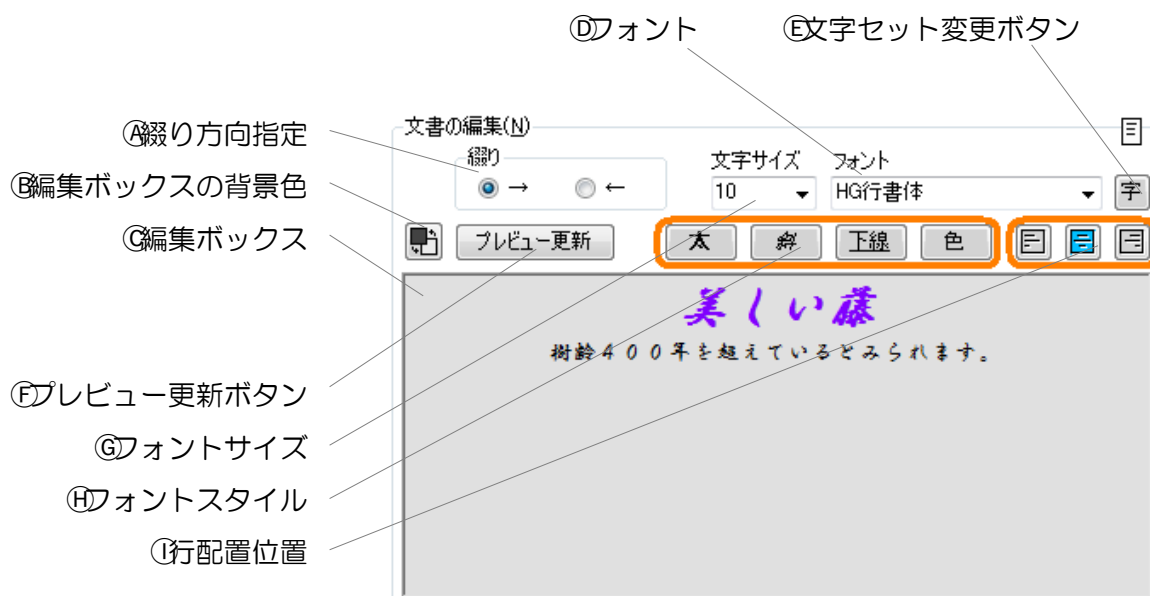 Ⓓフォント Ⓔ文字セット変更ボタン
Ⓐ綴り方向指定
Ⓑ編集ボックスの背景色
Ⓒ編集ボックス
Ⓕプレビュー更新ボタン
Ⓖフォントサイズ
Ⓗフォントスタイル
Ⓘ行配置位置
文書の編集(N)
綴り 文字サイズ フォント
→ ← 10 HG行書体 字
プレビュー更新 太 斜 下線 色
美しい藤
樹齢400年を超えているとみられます。